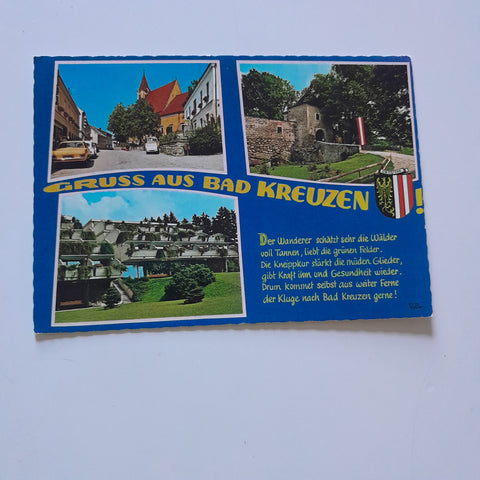 GRUSS AUS BAD KREUZEN !
Der Wanderer schätzt sehr die Wälder
voll Tannen, liebt die grünen Felder.
Die Kneippkur stärkt die müden Glieder,
gibt Kraft ihm und Gesundheit wieder.
Drum kommet selbst aus weiter Ferne
der Kluge nach Bad Kreuzen gerne!